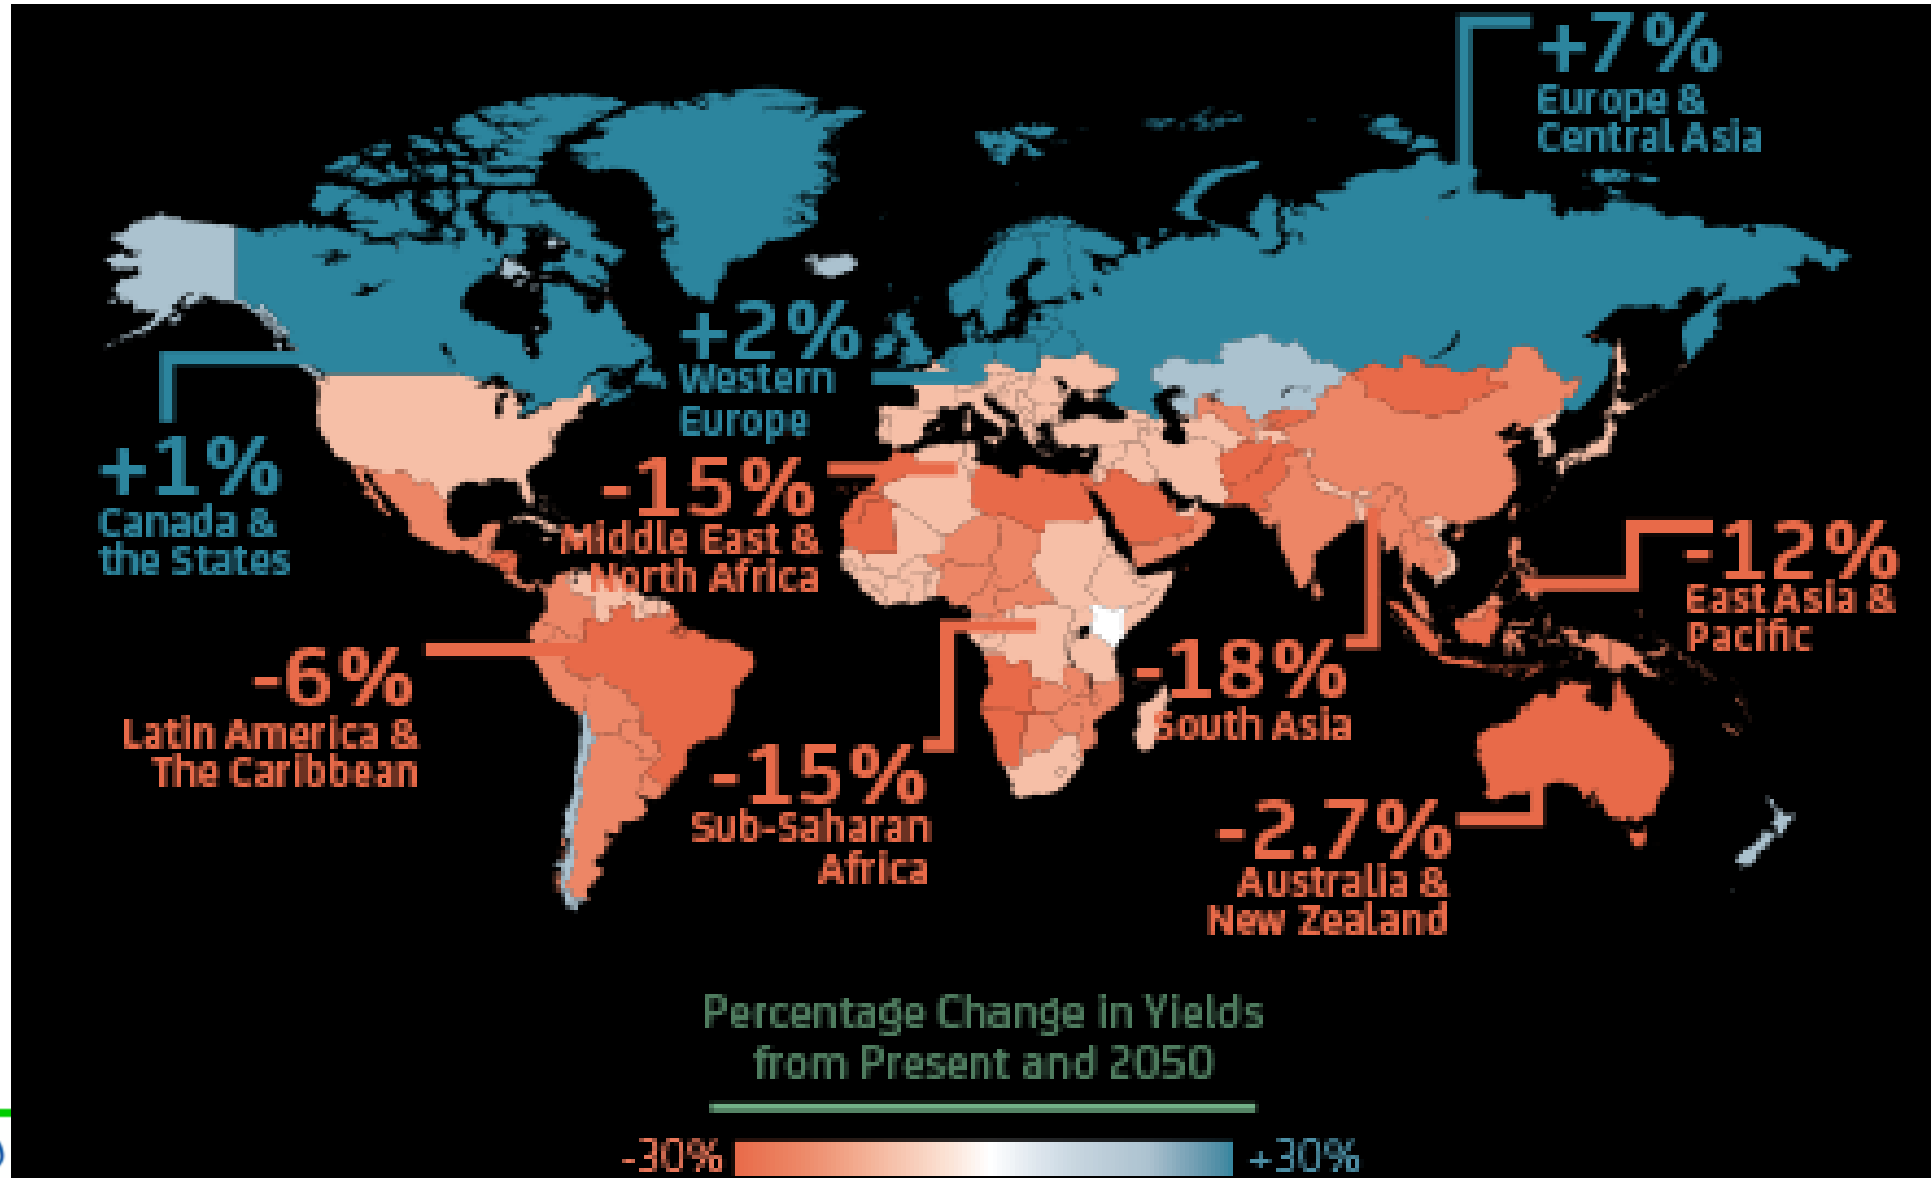 +7%
Europe &
Central Asia
+2%
Western
Europe
+1%
Canada &
the States
-15%
Middle East &
North Africa
-12%
East Asia &
Pacific
-6%
Latin America &
The Caribbean
-18%
South Asia
-15%
Sub-Saharan
Africa
-2.7%
Australia &
New Zealand
Percentage Change in Yields
from Present and 2050
-30%
+30%